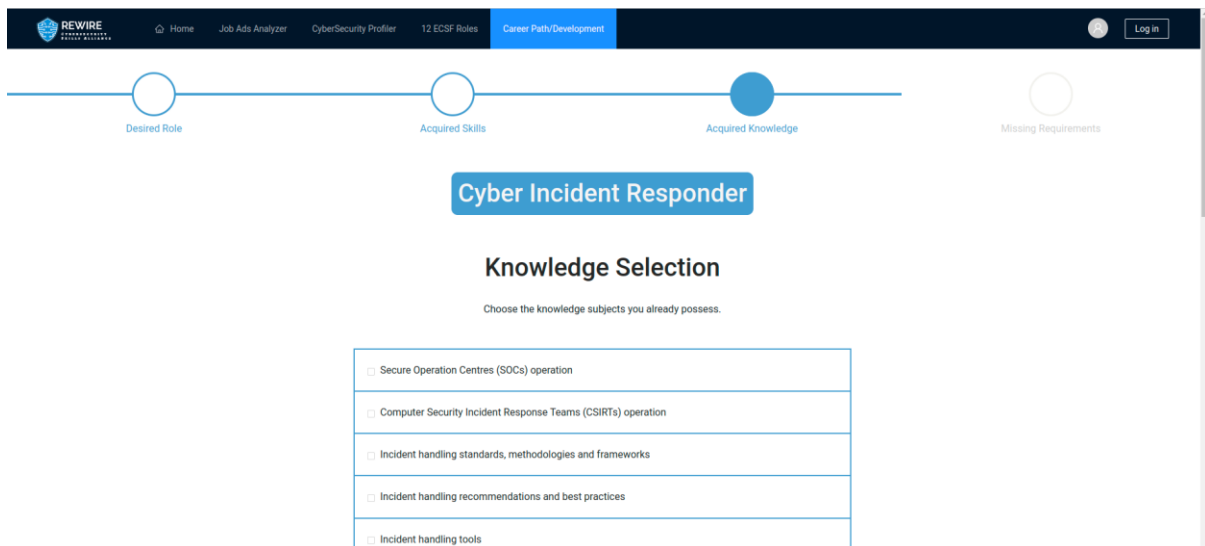 REWIRE
CYBERSECURITY
SKILLS ALLIANCE
Home Job Ads Analyzer CyberSecurity Profiler 12 ECSF Roles Career Path/Development Log in
Desired Role Acquired Skills Acquired Knowledge Missing Requirements
Cyber Incident Responder
Knowledge Selection
Choose the knowledge subjects you already possess.
Secure Operation Centres (SOCs) operation
Computer Security Incident Response Teams (CSIRTs) operation
Incident handling standards, methodologies and frameworks
Incident handling recommendations and best practices
Incident handling tools